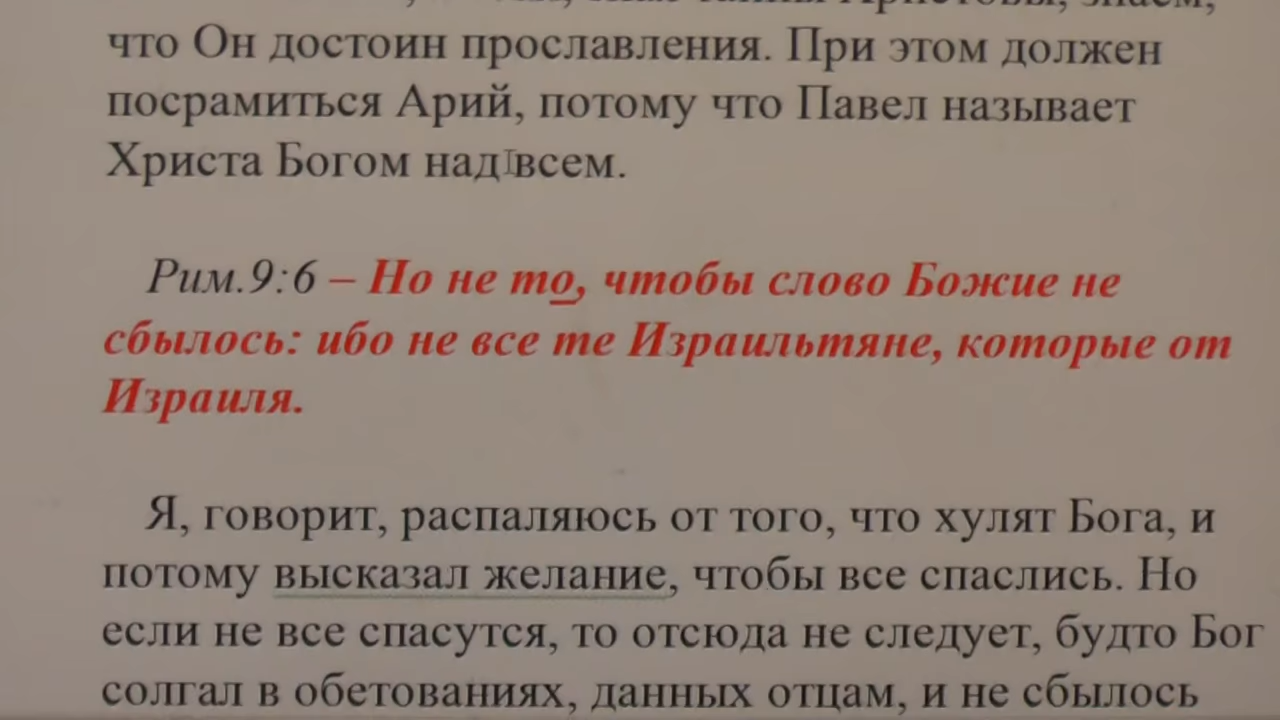 что Он достоин прославления. При этом должен
посрамиться Арий, потому что Павел называет
Христа Богом над всем.
Рим.9:6 – Но не то, чтобы слово Божие не
сбылось: ибо не все те Израильтяне, которые от
Израиля.
Я, говорит, распаляюсь от того, что хулят Бога, и
потому высказал желание, чтобы все спаслись. Но
если не все спасутся, то отсюда не следует, будто Бог
солгал в обетованиях, данных отцам, и не сбылось